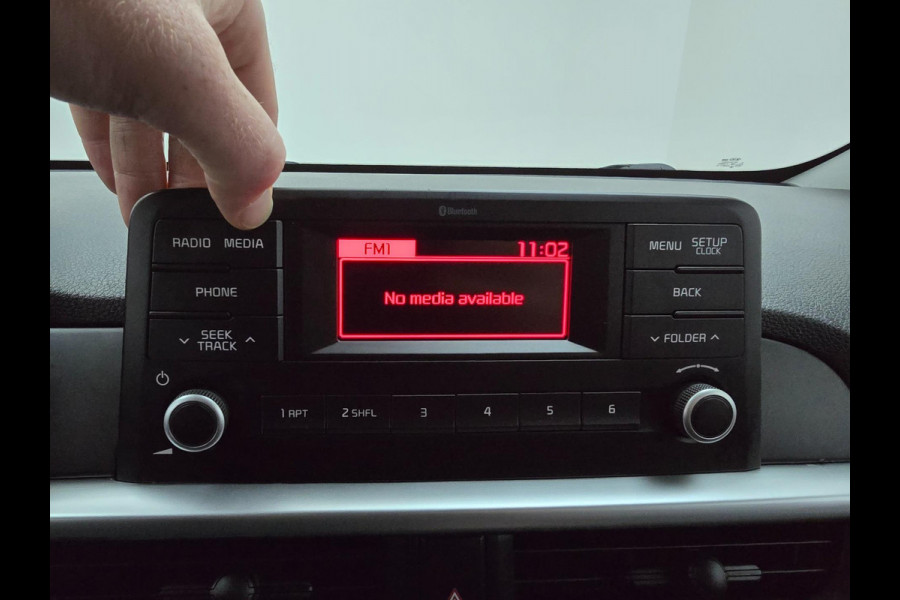 Bluetooth
RADIO MEDIA
FM1 11:02
MENU SETUP
CLOCK
PHONE
No media available
BACK
SEEK
TRACK
FOLDER
1 RPT 2 SHFL 3 4 5 6